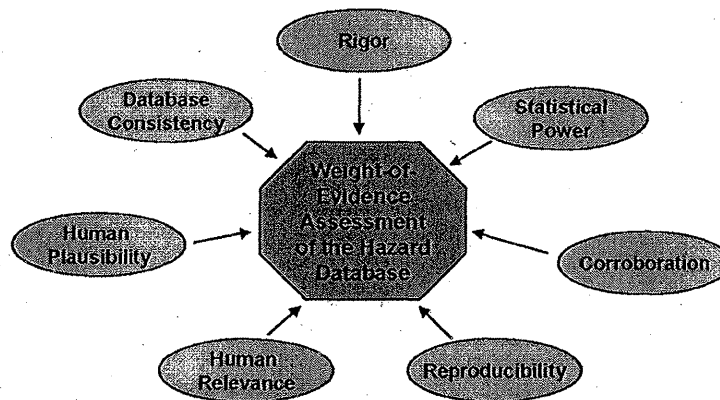 Rigor
Database
Consistency
Statistical
Power
Weight-of-
Evidence
Assessment
of the Hazard
Database
Human
Plausibility
Corroboration
Human
Relevance
Reproducibility